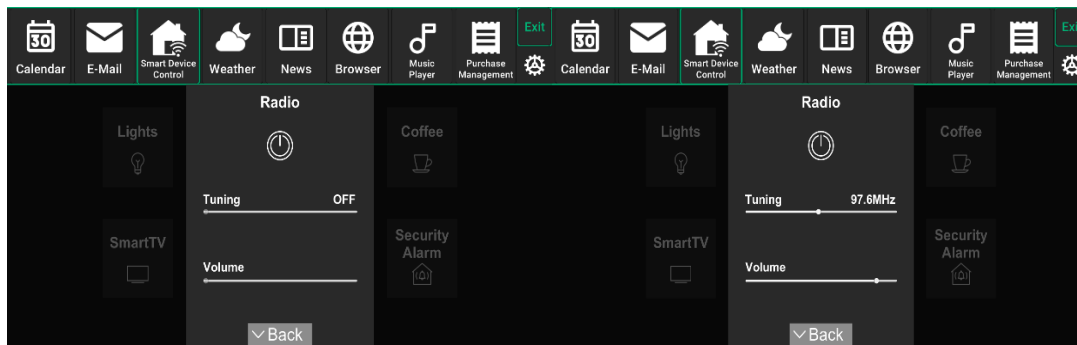 30
Calendar
E-Mail
Smart Device
Control
Weather
News
Browser
Music
Player
Purchase
Management
Exit
Radio
Lights
Coffee
Tuning OFF
SmartTV
Security
Alarm
Volume
Back
30
Calendar
E-Mail
Smart Device
Control
Weather
News
Browser
Music
Player
Purchase
Management
Exi
Radio
Lights
Coffee
Tuning 97.6MHz
SmartTV
Security
Alarm
Volume
Back